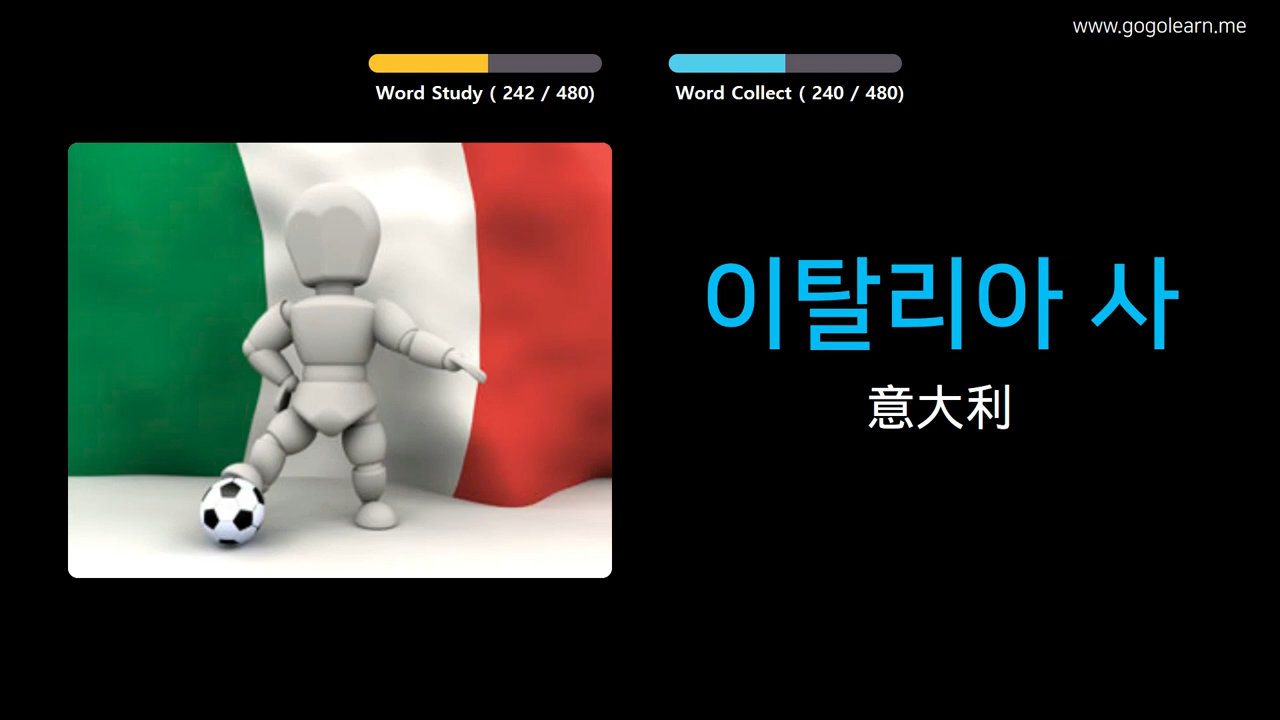 www.gogolearn.me
Word Study ( 242 / 480)
Word Collect ( 240 / 480)
이탈리아 사
意大利